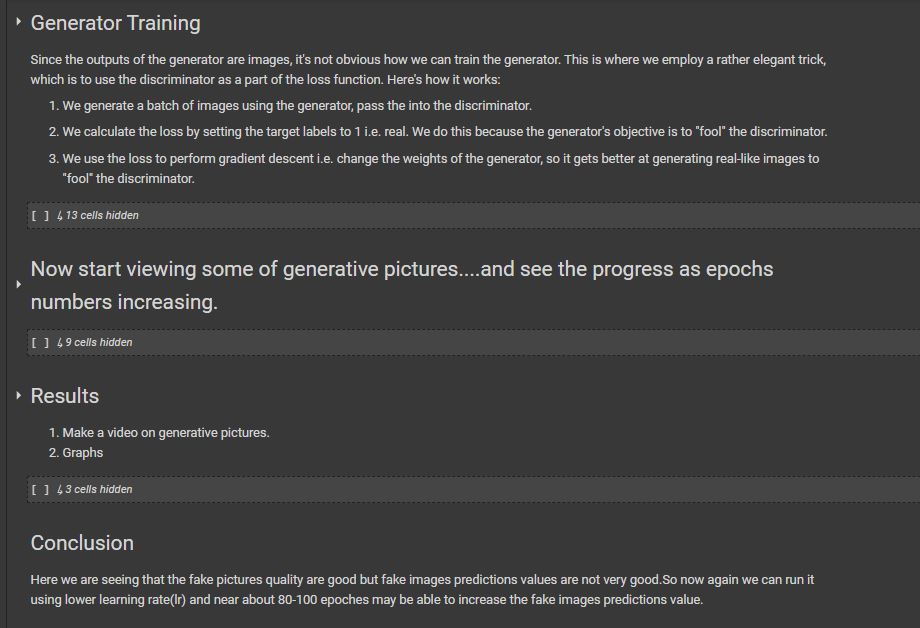 Generator Training
Since the outputs of the generator are images, it's not obvious how we can train the generator. This is where we employ a rather elegant trick,
which is to use the discriminator as a part of the loss function. Here's how it works:
1. We generate a batch of images using the generator, pass the into the discriminator.
2. We calculate the loss by setting the target labels to 1 i.e. real. We do this because the generator's objective is to "fool" the discriminator.
3. We use the loss to perform gradient descent i.e. change the weights of the generator, so it gets better at generating real-like images to
"fool" the discriminator.
[ ] ↳ 13 cells hidden
Now start viewing some of generative pictures....and see the progress as epochs
numbers increasing.
[ ] ↳ 9 cells hidden
Results
1. Make a video on generative pictures.
2. Graphs
[ ] ↳ 3 cells hidden
Conclusion
Here we are seeing that the fake pictures quality are good but fake images predictions values are not very good.So now again we can run it
using lower learning rate(lr) and near about 80-100 epoches may be able to increase the fake images predictions value.